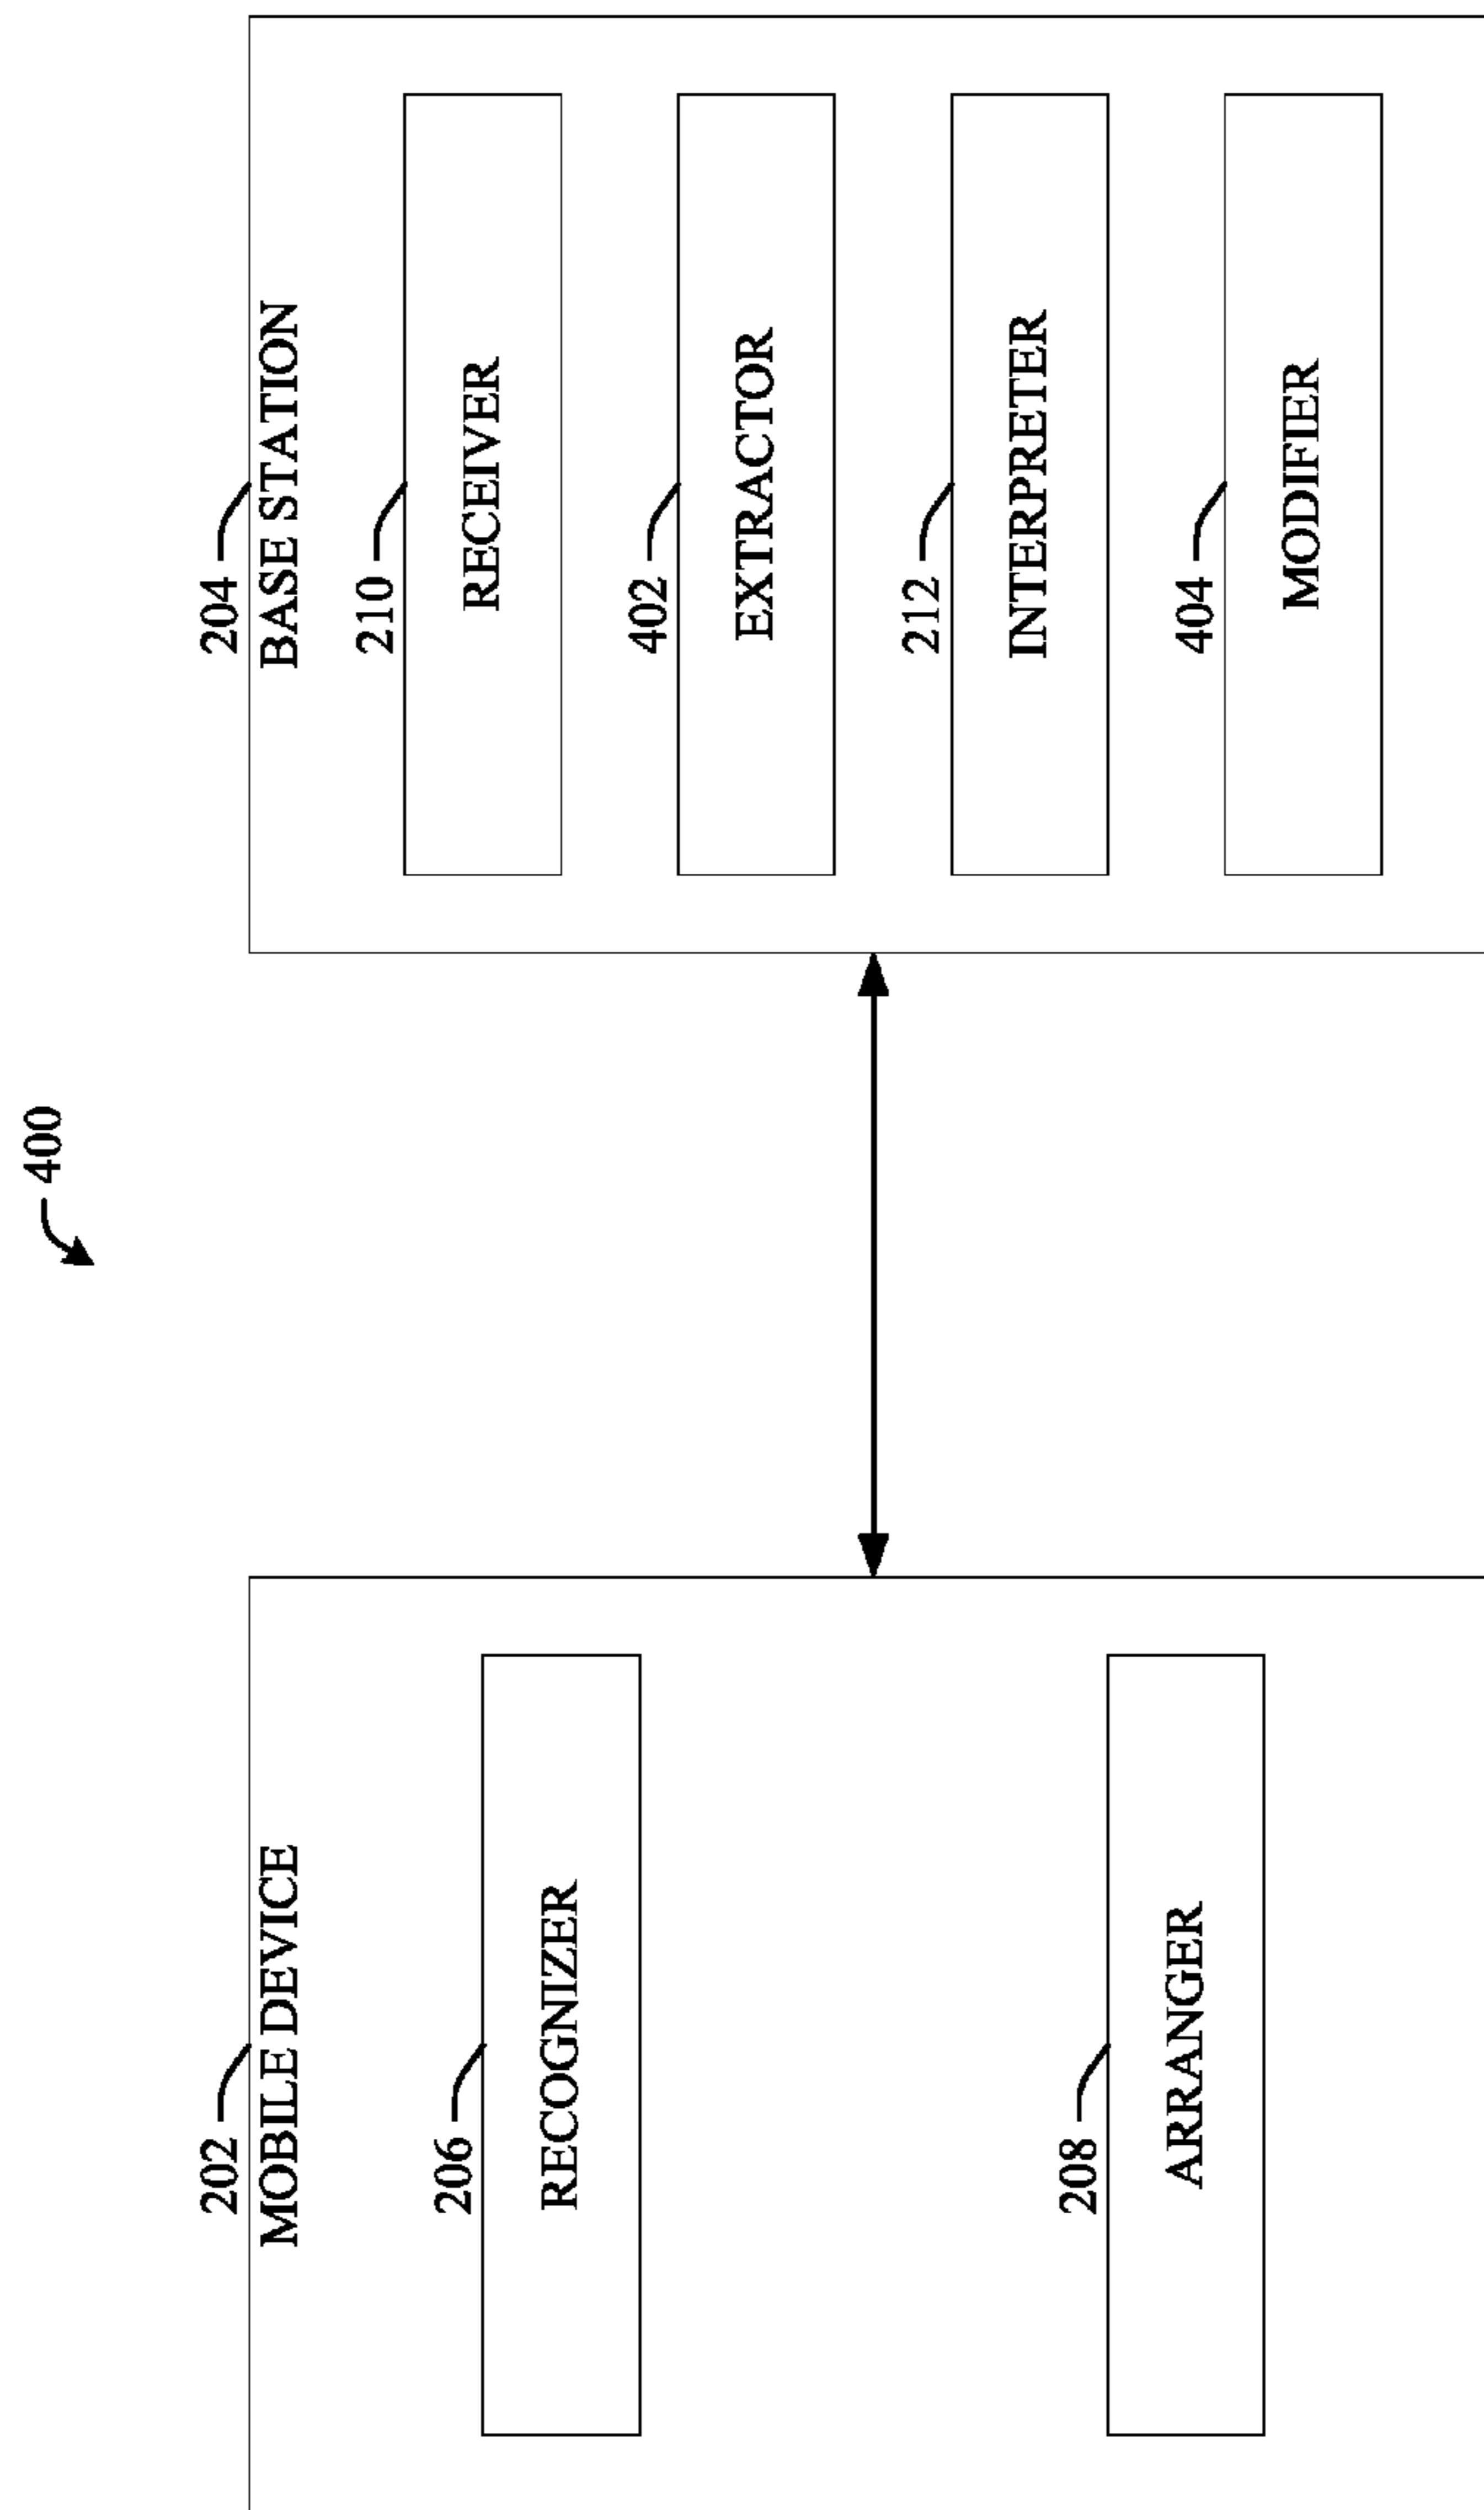 400
202
MOBILE DEVICE
206
RECOGNIZER
208
ARRANGER
204
BASE STATION
210
RECEIVER
402
EXTRACTOR
212
INTERPRETER
404
MODIFIER